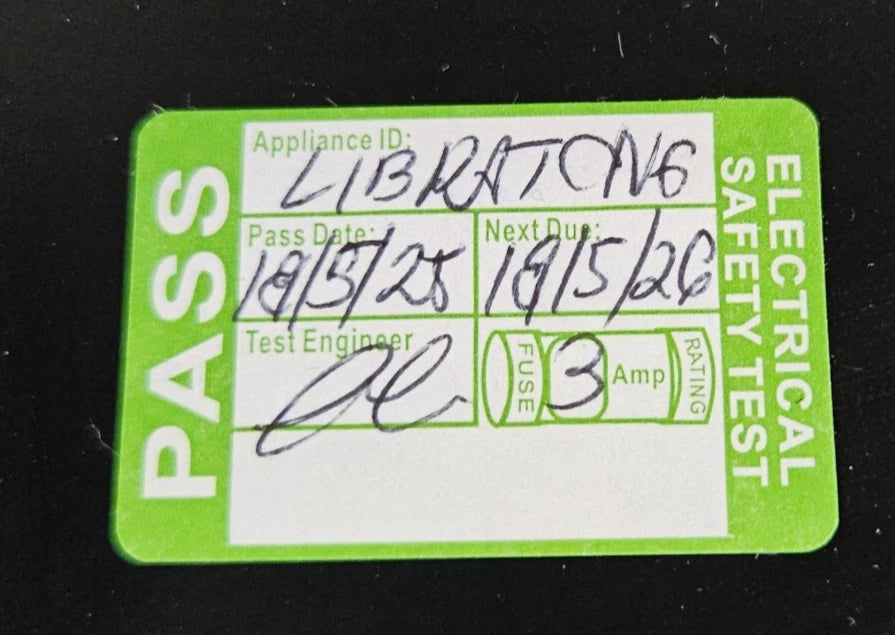 PASS
Appliance ID:
LIBRATONG
Pass Date:
Next Due:
18/5/25
18/5/26
Test Engineer
FUSE 3 Amp RATING
ELECTRICAL
SAFETY TEST